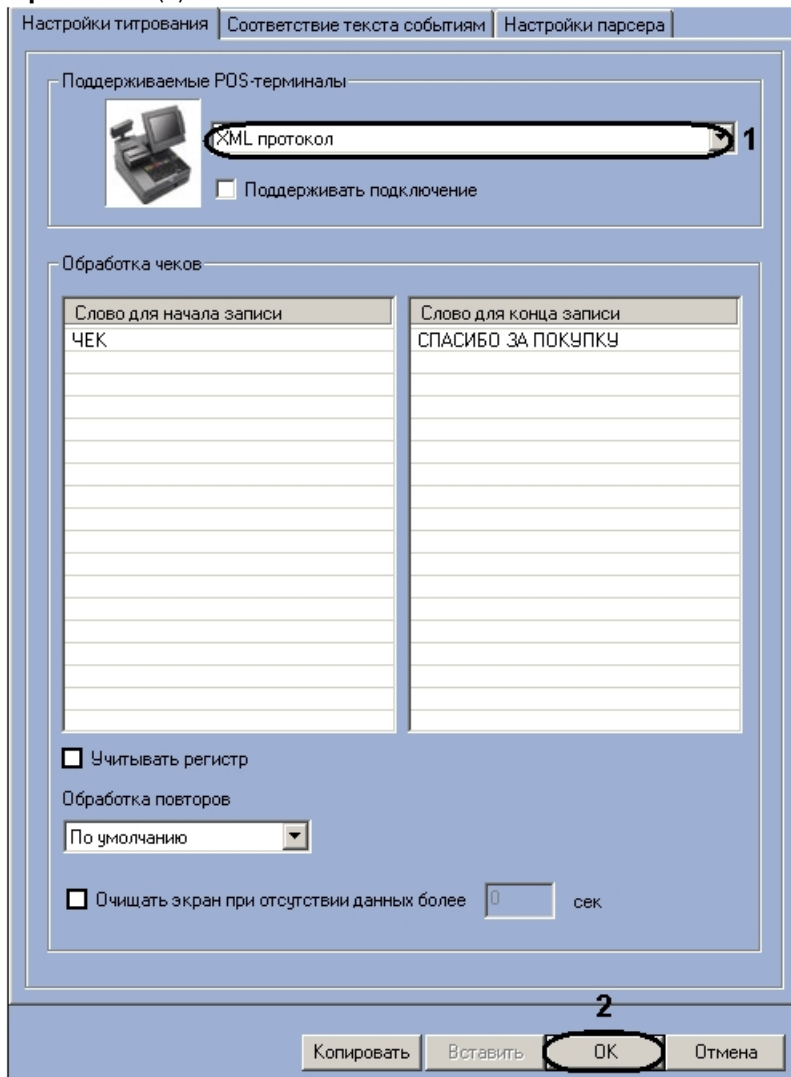 Настройки титрования Соответствие текста событиям Настройки парсера
Поддерживаемые POS-терминалы
XML протокол 1
Поддерживать подключение
Обработка чеков
Слово для начала записи Слово для конца записи
ЧЕК СПАСИБО ЗА ПОКУПКУ
Учитывать регистр
Обработка повторов
По умолчанию
Очищать экран при отсутствии данных более 0 сек
2
Копировать Вставить OK Отмена